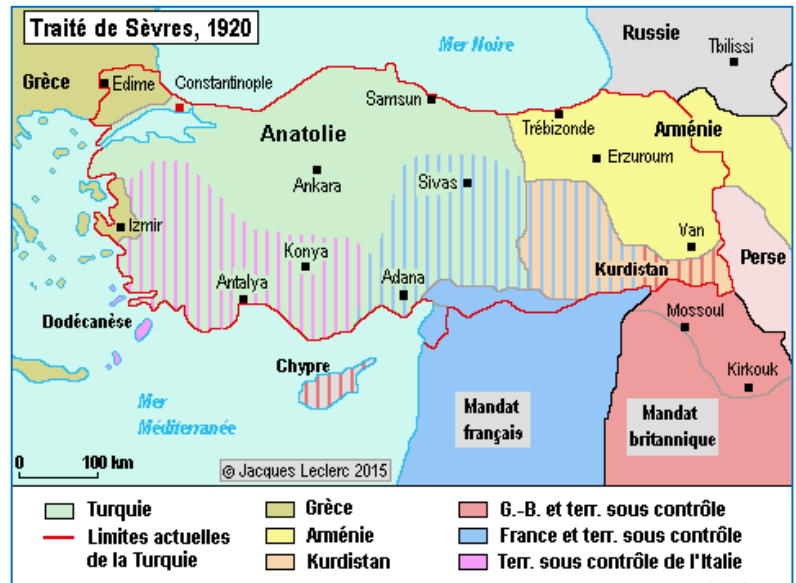 Traité de Sèvres, 1920
Mer Noire
Russie
Tbilissi
Grèce
Edime
Constantinople
Samsun
Trébizonde
Arménie
Anatolie
Erzuroum
Ankara
Sivas
Izmir
Van
Konya
Kurdistan
Perse
Antalya
Adana
Dodécanèse
Mossoul
Chypre
Kirkouk
Mer
Méditerranée
Mandat
français
Mandat
britannique
0 100 km
© Jacques Leclerc 2015
Turquie
Limites actuelles
de la Turquie
Grèce
Arménie
Kurdistan
G.-B. et terr. sous contrôle
France et terr. sous contrôle
Terr. sous contrôle de l'Italie